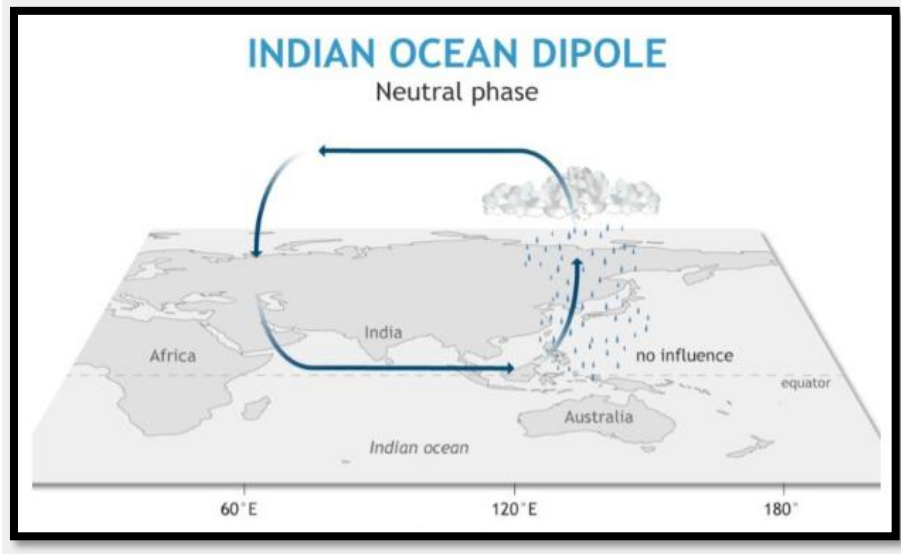 INDIAN OCEAN DIPOLE
Neutral phase
India
Africa
no influence
equator
Australia
Indian ocean
60°E
120°E
180°